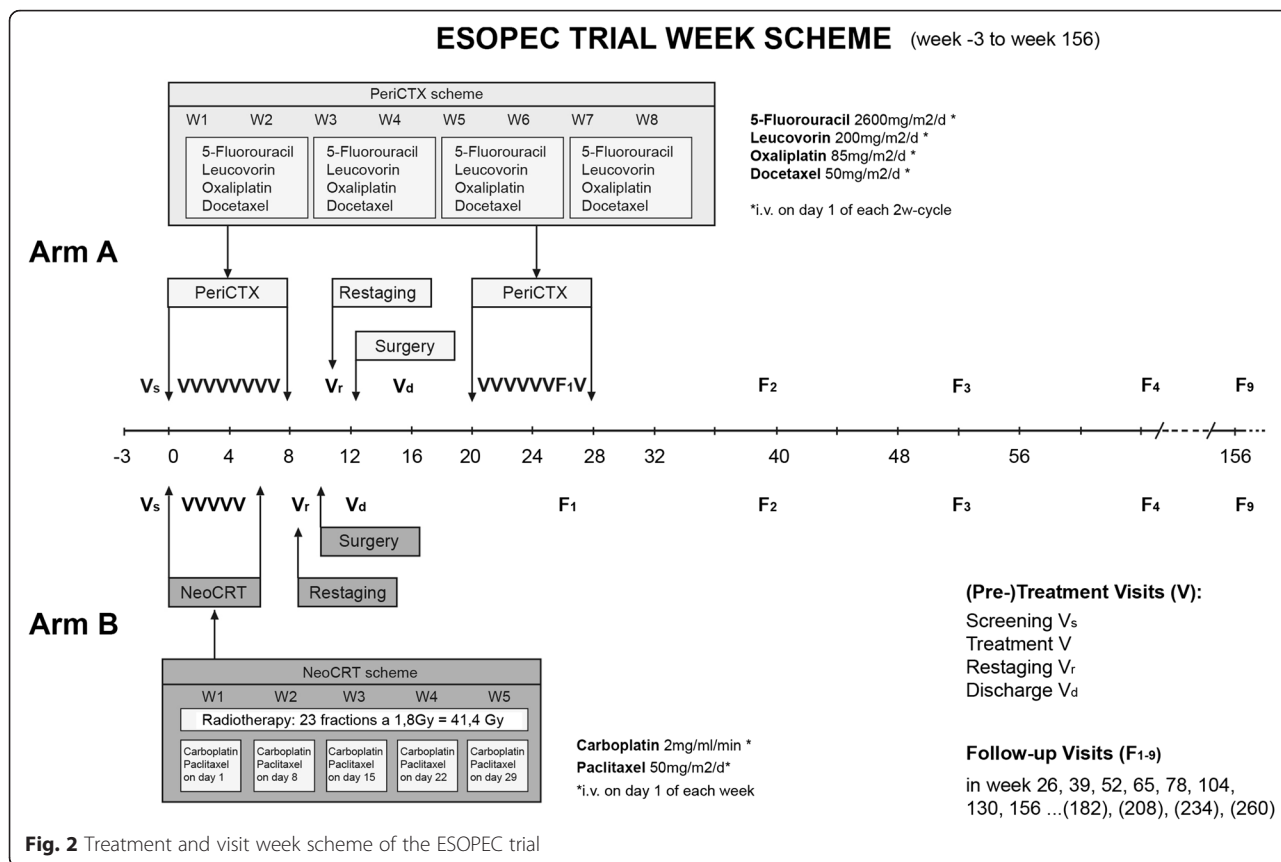 ESOPEC TRIAL WEEK SCHEME (week -3 to week 156)
PeriCTX scheme
W1 W2 W3 W4 W5 W6 W7 W8
5-Fluorouracil 5-Fluorouracil 5-Fluorouracil 5-Fluorouracil
Leucovorin Leucovorin Leucovorin Leucovorin
Oxaliplatin Oxaliplatin Oxaliplatin Oxaliplatin
Docetaxel Docetaxel Docetaxel Docetaxel
5-Fluorouracil 2600mg/m2/d *
Leucovorin 200mg/m2/d *
Oxaliplatin 85mg/m2/d *
Docetaxel 50mg/m2/d *
*i.v. on day 1 of each 2w-cycle
Arm A
PeriCTX Restaging PeriCTX
Surgery
Vs VVVVVVVV Vr Vd VVVVVVF1V F2 F3 F4 F9
-3 0 4 8 12 16 20 24 28 32 40 48 56 156
Vs VVVVV Vr Vd F1 F2 F3 F4 F9
Surgery
NeoCRT Restaging
Arm B
NeoCRT scheme
W1 W2 W3 W4 W5
Radiotherapy: 23 fractions a 1,8Gy = 41,4 Gy
Carboplatin Carboplatin Carboplatin Carboplatin Carboplatin
Paclitaxel Paclitaxel Paclitaxel Paclitaxel Paclitaxel
on day 1 on day 8 on day 15 on day 22 on day 29
Carboplatin 2mg/ml/min *
Paclitaxel 50mg/m2/d*
*i.v. on day 1 of each week
(Pre-)Treatment Visits (V):
Screening Vs
Treatment V
Restaging Vr
Discharge Vd
Follow-up Visits (F1-9)
in week 26, 39, 52, 65, 78, 104,
130, 156 ...(182), (208), (234), (260)
Fig. 2 Treatment and visit week scheme of the ESOPEC trial